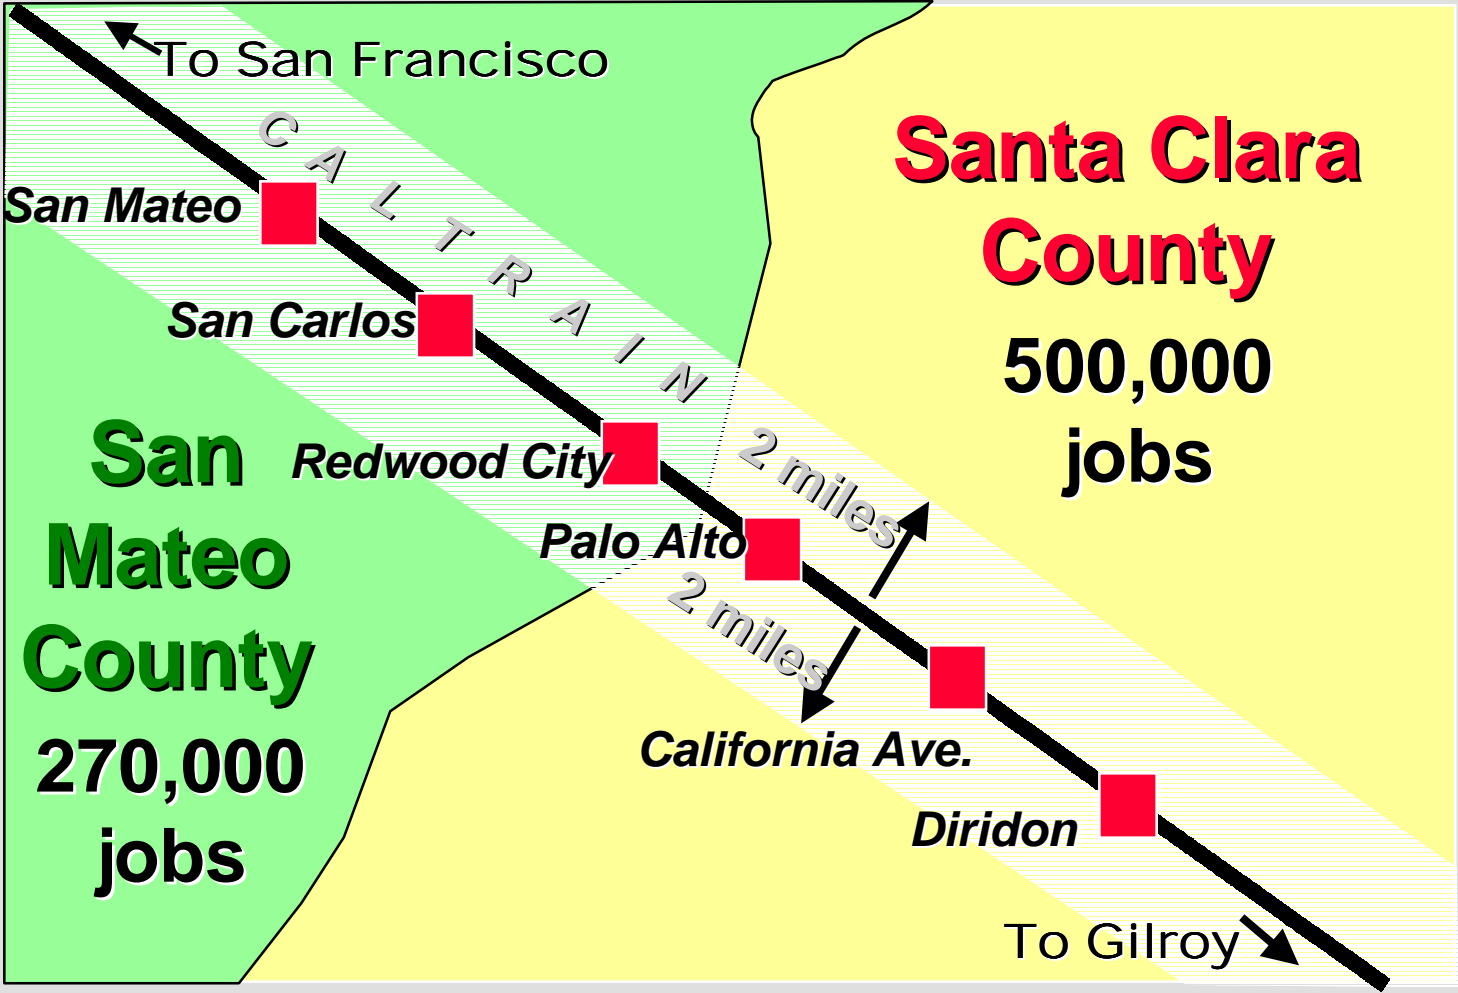 To San Francisco
CALTRAIN
San Mateo
San Carlos
Redwood City
Palo Alto
California Ave.
Diridon
To Gilroy
2 miles
2 miles
Santa Clara
County
500,000
jobs
San
Mateo
County
270,000
jobs